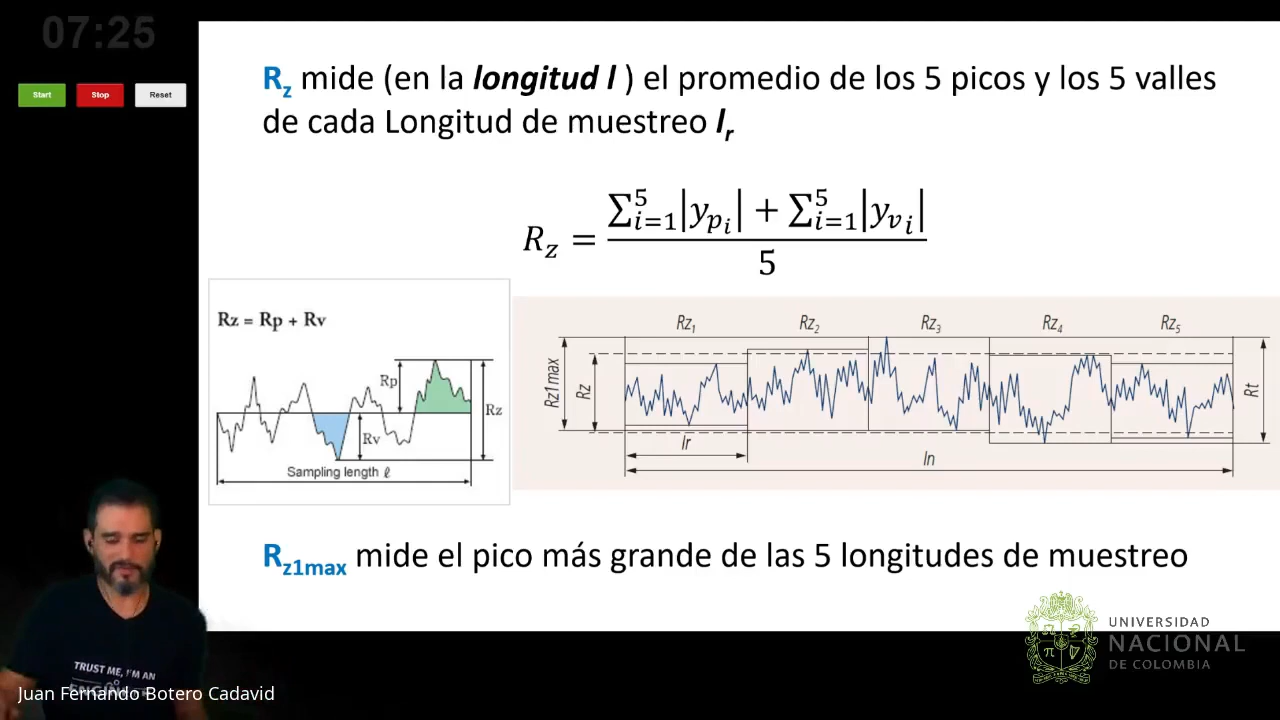 07:25
Start Stop Reset
Rz mide (en la longitud l ) el promedio de los 5 picos y los 5 valles
de cada Longitud de muestreo lr
Rz = ∑⁵ᵢ₌₁|ypᵢ| + ∑⁵ᵢ₌₁|yvᵢ| / 5
Rz = Rp + Rv
Rp
Rv
Rz
Sampling length ℓ
Rz1 Rz2 Rz3 Rz4 Rz5
Rz1max
Rz
Rt
lr
ln
Rz1max mide el pico más grande de las 5 longitudes de muestreo
UNIVERSIDAD
NACIONAL
DE COLOMBIA
TRUST ME, I'M AN
Juan Fernando Botero Cadavid